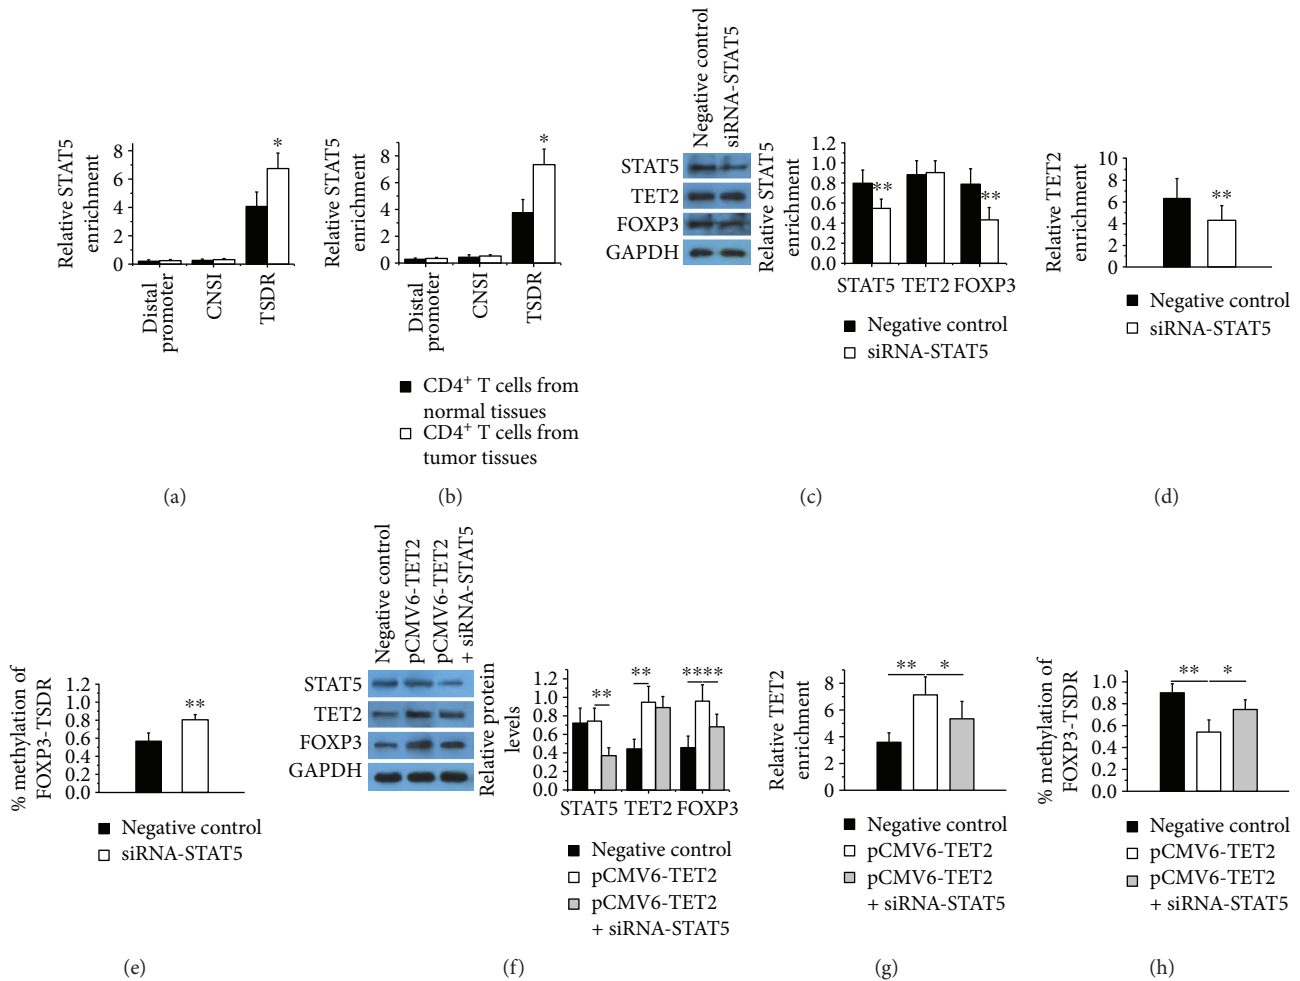 Relative STAT5
enrichment
8
6
4
2
0
*
Distal
promoter
CNSI
TSDR
(a)
Relative STAT5
enrichment
8
6
4
2
0
*
Distal
promoter
CNSI
TSDR
CD4+ T cells from
normal tissues
CD4+ T cells from
tumor tissues
(b)
Negative control
siRNA-STAT5
STAT5
TET2
FOXP3
GAPDH
Relative STAT5
enrichment
1.2
1.0
0.8
0.6
0.4
0.2
0.0
**
**
STAT5 TET2 FOXP3
Negative control
siRNA-STAT5
(c)
Relative TET2
enrichment
10
8
6
4
2
0
**
Negative control
siRNA-STAT5
(d)
% methylation of
FOXP3-TSDR
1.2
1.0
0.8
0.6
0.4
0.2
0.0
**
Negative control
siRNA-STAT5
(e)
Negative control
pCMV6-TET2
pCMV6-TET2
+ siRNA-STAT5
STAT5
TET2
FOXP3
GAPDH
Relative protein
levels
1.2
1.0
0.8
0.6
0.4
0.2
0.0
**
**
****
STAT5 TET2 FOXP3
Negative control
pCMV6-TET2
pCMV6-TET2
+ siRNA-STAT5
(f)
Relative TET2
enrichment
8
6
4
2
0
**
*
Negative control
pCMV6-TET2
pCMV6-TET2
+ siRNA-STAT5
(g)
% methylation of
FOXP3-TSDR
1.0
0.8
0.6
0.4
0.2
0.0
**
*
Negative control
pCMV6-TET2
pCMV6-TET2
+ siRNA-STAT5
(h)